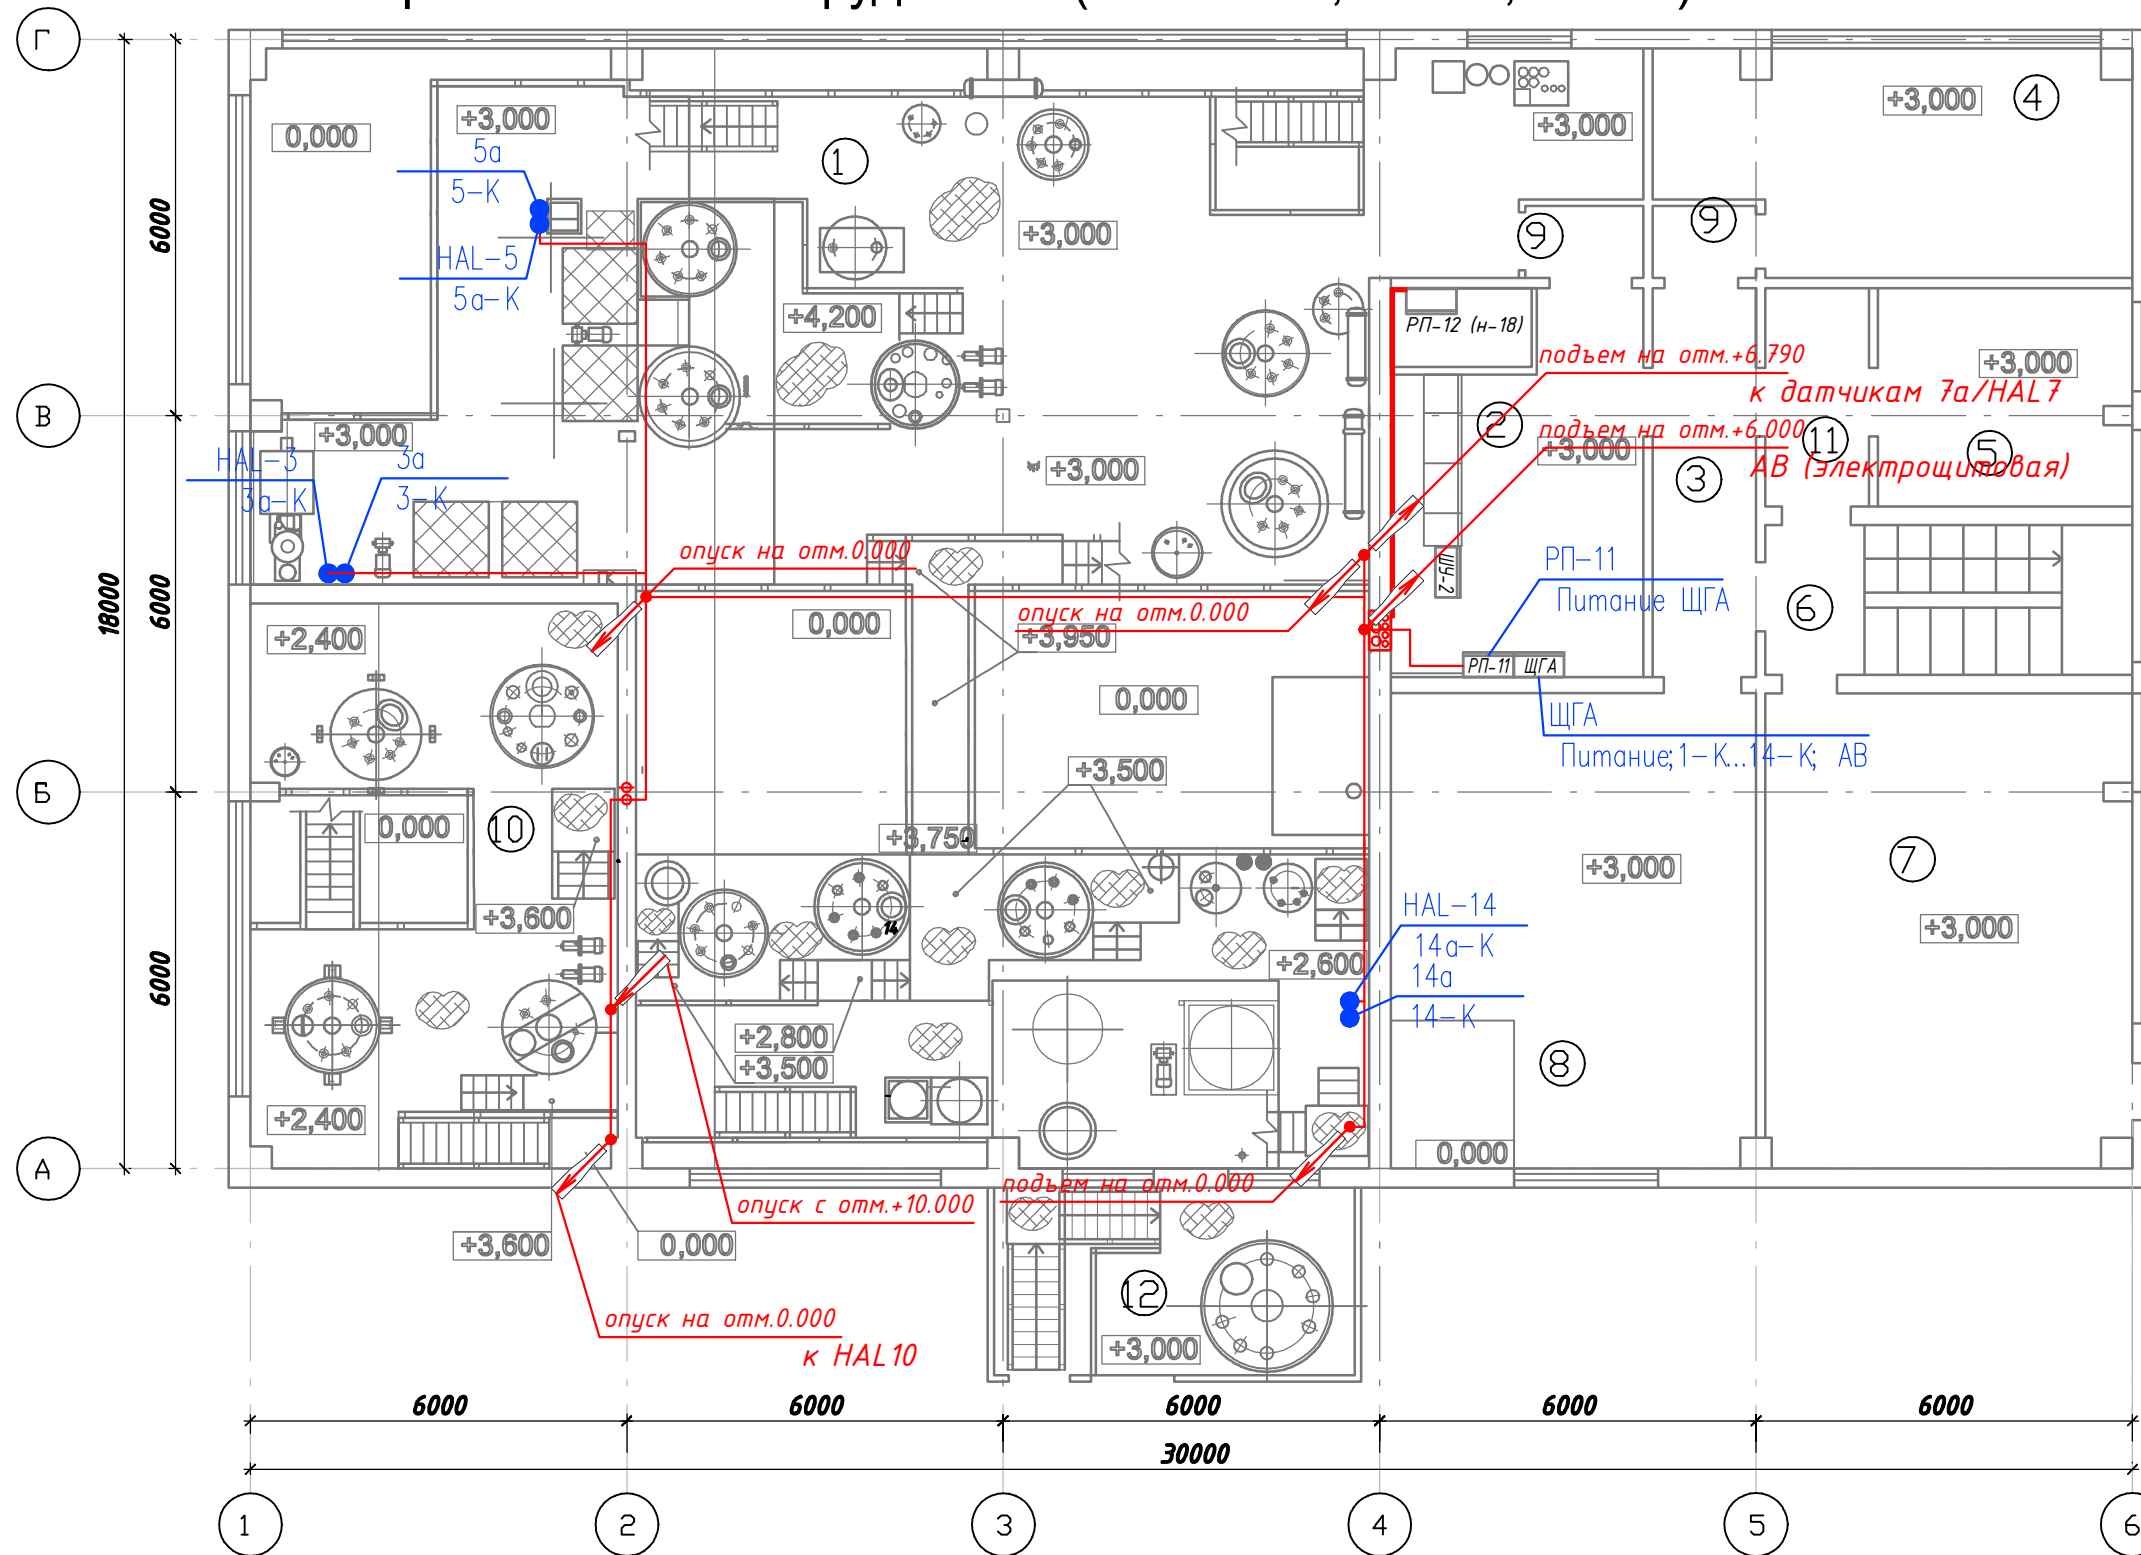 Г
0,000
+3,000
5а
5-К
1
+3,000
+3,000
4
9
9
HAL-5
5а-К
+3,000
+4,200
РП-12 (н-18)
подъем на отм.+6.790
+3,000
к датчикам 7а/HAL7
В
+3,000
2
подъем на отм.+6.000
+3,000
11
5
АВ (электрощитовая)
HAL-3
3а-К
3а
3-К
+3,000
3
опуск на отм.0.000
ШУ-2
РП-11
Питание ЩГА
6
+2,400
0,000
опуск на отм.0.000
+3,950
РП-11
ЩГА
0,000
ЩГА
Питание;1-К...14-К; АВ
+3,500
Б
0,000
10
+3,750
+3,000
7
+3,600
14
HAL-14
14а-К
14а
14-К
+2,600
+3,000
+2,800
+3,500
8
+2,400
0,000
А
подъем на отм.0.000
опуск с отм.+10.000
+3,600
0,000
12
опуск на отм.0.000
к HAL10
+3,000
6000
6000
6000
18000
6000
6000
6000
6000
6000
30000
1
2
3
4
5
6